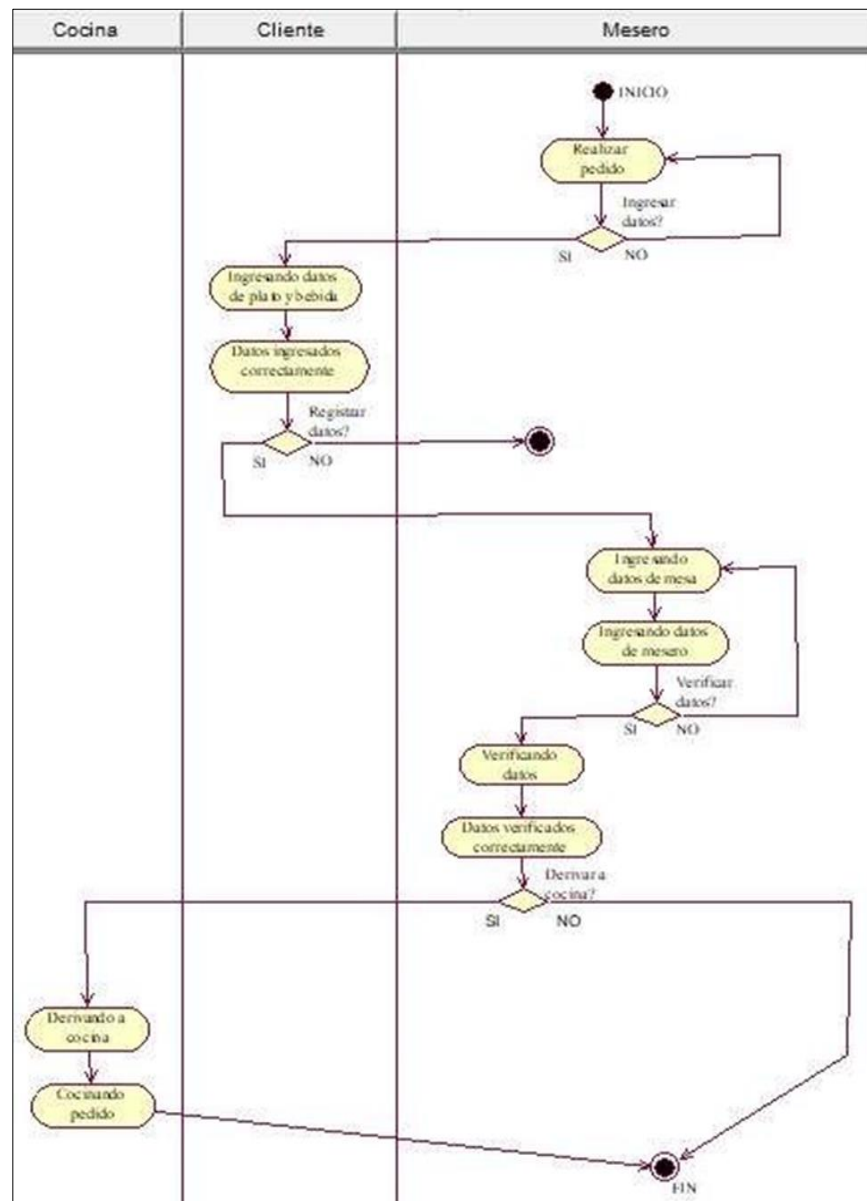 Cocina
Cliente
Mesero
INICIO
Realizar
pedido
Ingresar
datos?
SI
NO
Ingresando datos
de plato y bebida
Datos ingresados
correctamente
Registrar
datos?
SI
NO
Ingresando
datos de mesa
Ingresando datos
de mesero
Verificar
datos?
SI
NO
Verificando
datos
Datos verificados
correctamente
Derivar a
cocina?
SI
NO
Derivando a
cocina
Cocinando
pedido
FIN